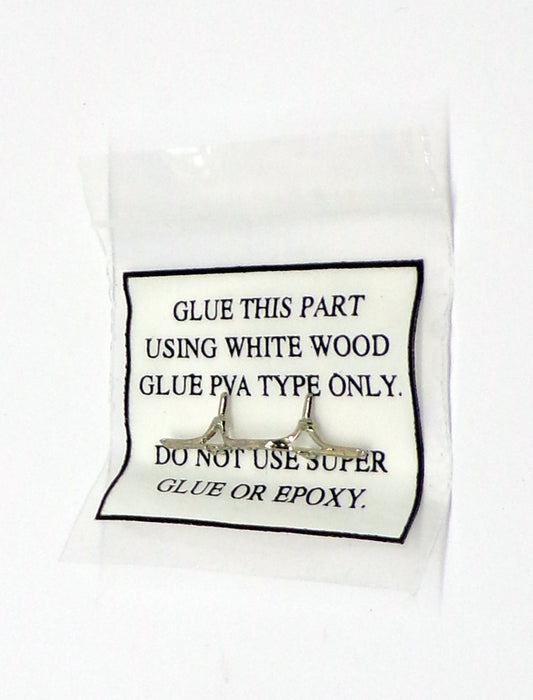 GLUE THIS PART
USING WHITE WOOD
GLUE PVA TYPE ONLY.
DO NOT USE SUPER
GLUE OR EPOXY.